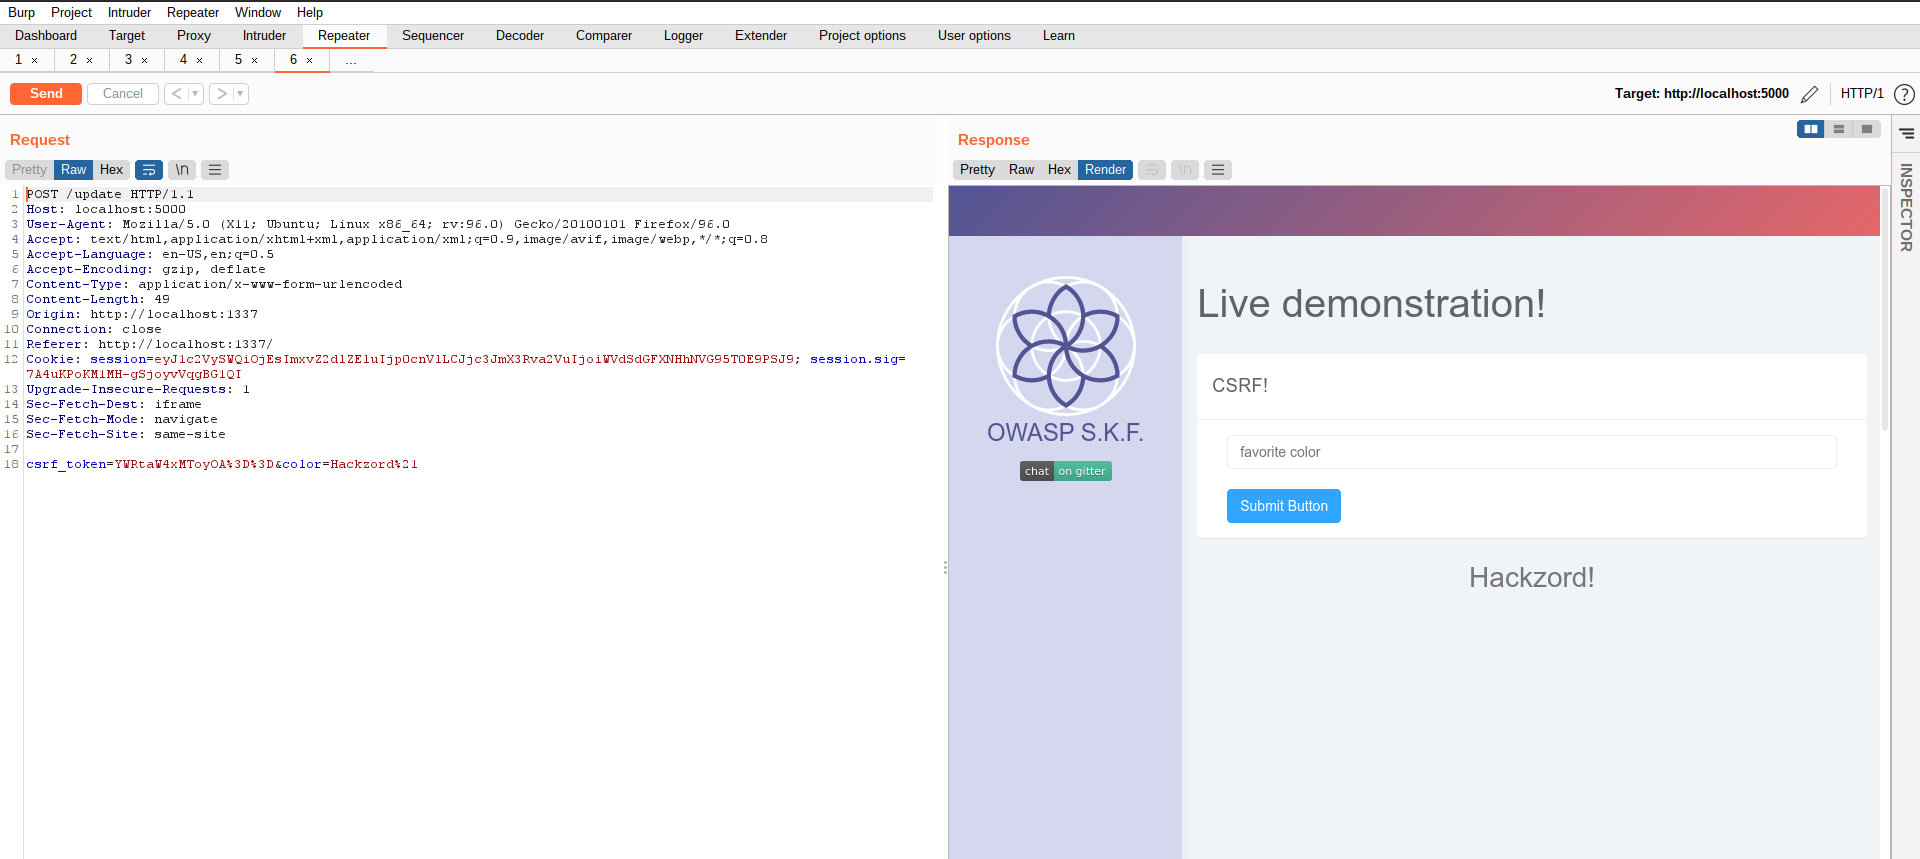 Burp Project Intruder Repeater Window Help
Dashboard Target Proxy Intruder Repeater Sequencer Decoder Comparer Logger Extender Project options User options Learn
1 × 2 × 3 × 4 × 5 × 6 × ...
Send Cancel < > Target: http://localhost:5000 HTTP/1 ?
Request
Pretty Raw Hex \n
1 POST /update HTTP/1.1
2 Host: localhost:5000
3 User-Agent: Mozilla/5.0 (X11; Ubuntu; Linux x86_64; rv:96.0) Gecko/20100101 Firefox/96.0
4 Accept: text/html,application/xhtml+xml,application/xml;q=0.9,image/avif,image/webp,*/*;q=0.8
5 Accept-Language: en-US,en;q=0.5
6 Accept-Encoding: gzip, deflate
7 Content-Type: application/x-www-form-urlencoded
8 Content-Length: 49
9 Origin: http://localhost:1337
10 Connection: close
11 Referer: http://localhost:1337/
12 Cookie: session=eyJ1c2VySWQiOjEsImxvZ2dlZEluIjp0cnVlLCJjc3JmX3Rva2VuIjoiWVdSdGFXNHhNVG95T0E9PSJ9; session.sig=
7A4uKPoKM1MH-gSjoyvVqgBG1QI
13 Upgrade-Insecure-Requests: 1
14 Sec-Fetch-Dest: iframe
15 Sec-Fetch-Mode: navigate
16 Sec-Fetch-Site: same-site
17
18 csrf_token=YWRtaW4xMToyOA%3D%3D&color=Hackzord%21
Response
Pretty Raw Hex Render \n
INSPECTOR
OWASP S.K.F.
chat on gitter
Live demonstration!
CSRF!
favorite color
Submit Button
Hackzord!